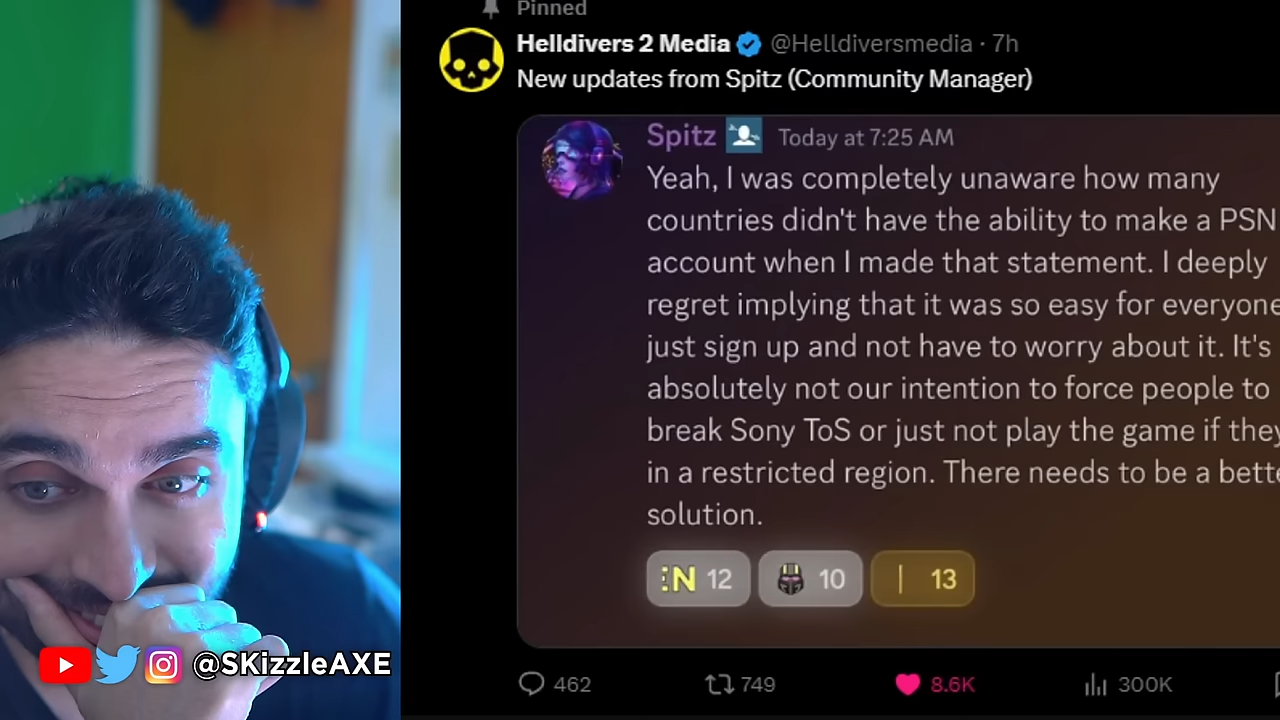 Pinned
Helldivers 2 Media @Helldiversmedia · 7h
New updates from Spitz (Community Manager)
Spitz Today at 7:25 AM
Yeah, I was completely unaware how many
countries didn't have the ability to make a PSN
account when I made that statement. I deeply
regret implying that it was so easy for everyone
just sign up and not have to worry about it. It's
absolutely not our intention to force people to
break Sony ToS or just not play the game if they
in a restricted region. There needs to be a bette
solution.
:N 12 10 | 13
462 749 8.6K 300K
@SKizzleAXE